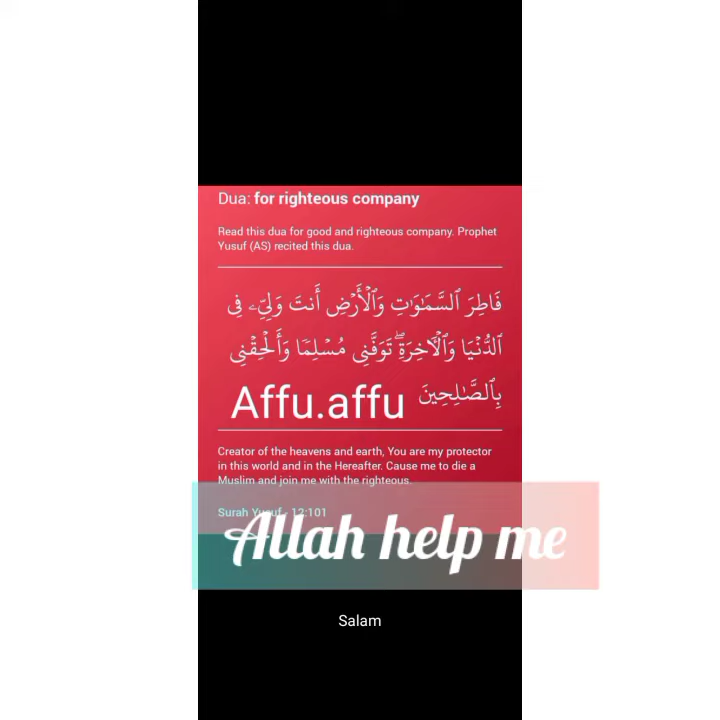 Dua: for righteous company
Read this dua for good and righteous company. Prophet
Yusuf (AS) recited this dua.
فَاطِرَ ٱلسَّمَٰوَٰتِ وَٱلْأَرْضِ أَنتَ وَلِىِّۦ فِى
ٱلدُّنْيَا وَٱلْءَاخِرَةِ ۖ تَوَفَّنِى مُسْلِمًا وَأَلْحِقْنِى
بِٱلصَّٰلِحِينَ
Affu.affu
Creator of the heavens and earth, You are my protector
in this world and in the Hereafter. Cause me to die a
Muslim and join me with the righteous.
Surah Yusuf - 12:101
Allah help me
Salam